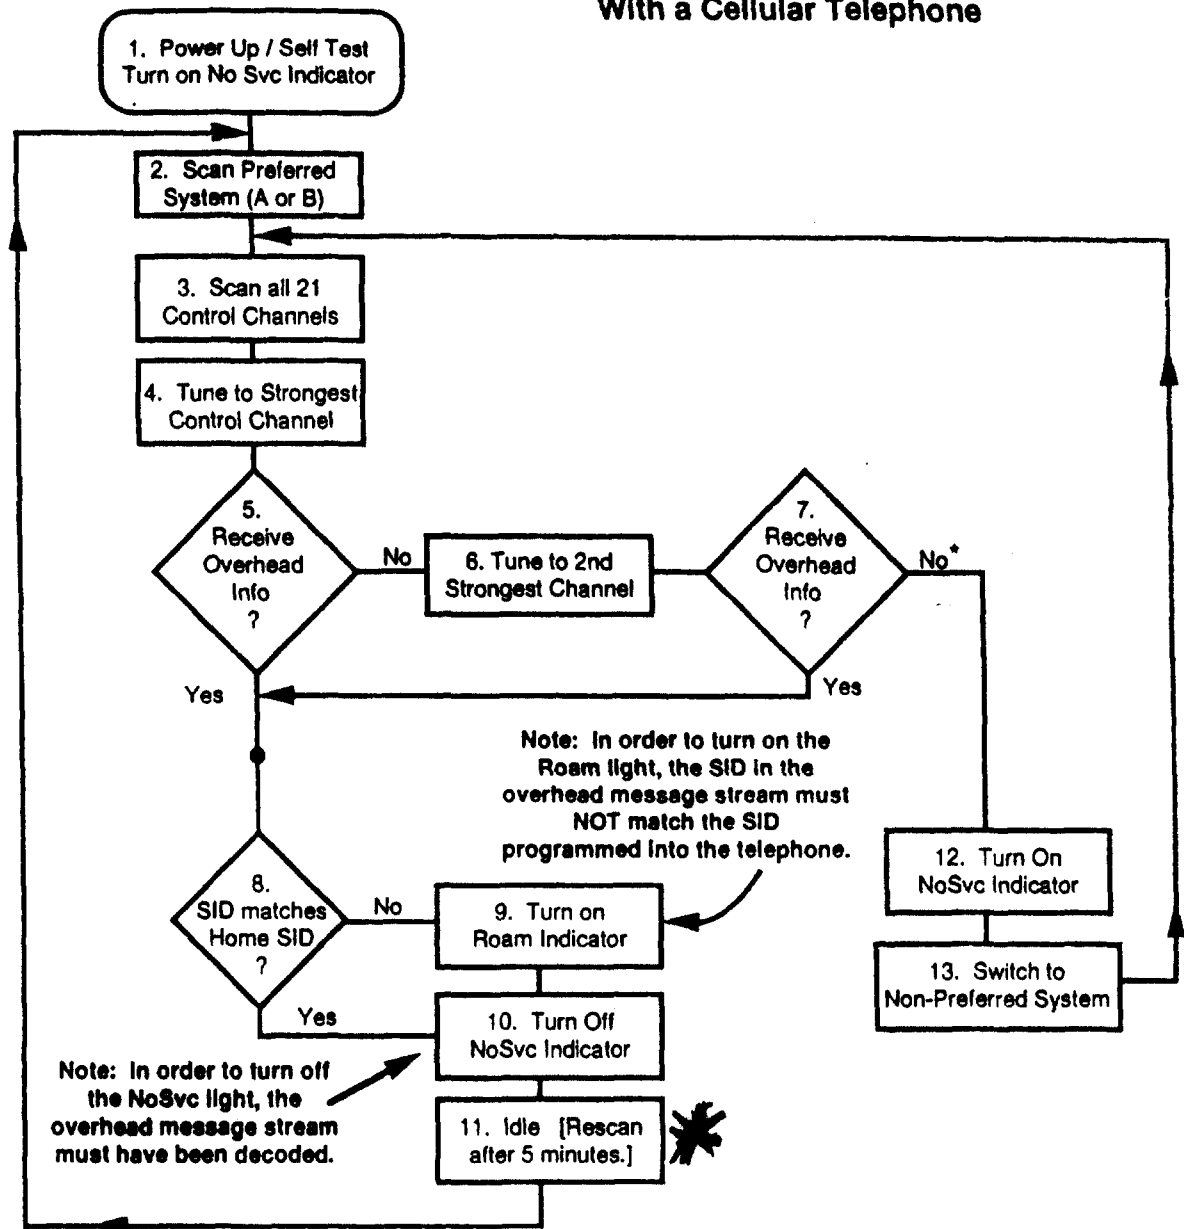 With a Cellular Telephone
1. Power Up / Self Test
Turn on No Svc Indicator
2. Scan Preferred
System (A or B)
3. Scan all 21
Control Channels
4. Tune to Strongest
Control Channel
5.
Receive
Overhead
Info
?
No
6. Tune to 2nd
Strongest Channel
7.
Receive
Overhead
Info
?
No*
Yes
Yes
Note: In order to turn on the
Roam light, the SID in the
overhead message stream must
NOT match the SID
programmed into the telephone.
8.
SID matches
Home SID
?
No
9. Turn on
Roam Indicator
Yes
10. Turn Off
NoSvc Indicator
Note: In order to turn off
the NoSvc light, the
overhead message stream
must have been decoded.
11. Idle [Rescan
after 5 minutes.]
12. Turn On
NoSvc Indicator
13. Switch to
Non-Preferred System